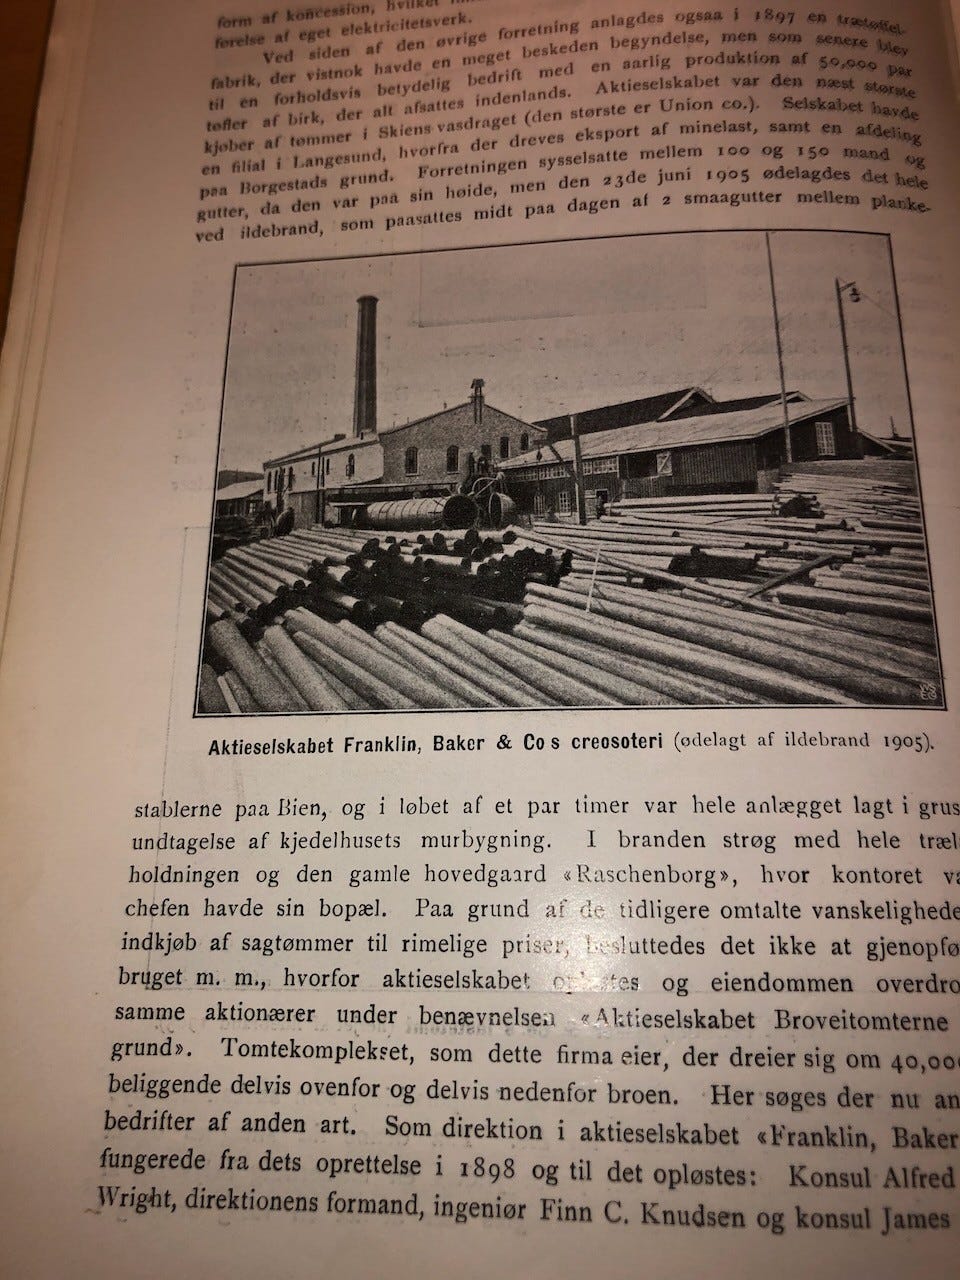 form af koncession, hvilket
førelse af eget elektricitetsverk.
Ved siden af den øvrige forretning anlagdes ogsaa i 1897 en trætøffel-
fabrik, der vistnok havde en meget beskeden begyndelse, men som senere blev
til en forholdsvis betydelig bedrift med en aarlig produktion af 50,000 par
tøfler af birk, der alt afsattes indenlands. Aktieselskabet var den næst største
kjøber af tømmer i Skiensvasdraget (den største er Union co.). Selskabet havde
en filial i Langesund, hvorfra der dreves eksport af minelast, samt en afdeling
paa Borgestads grund. Forretningen sysselsatte mellem 100 og 150 mand og
gutter, da den var paa sin høide, men den 23de juni 1905 ødelagdes det hele
ved ildebrand, som paasattes midt paa dagen af 2 smaagutter mellem planke-
Aktieselskabet Franklin, Baker & Co s creosoteri (ødelagt af ildebrand 1905).
stablerne paa Bien, og i løbet af et par timer var hele anlægget lagt i grus
undtagelse af kjedelhusets murbygning. I branden strøg med hele træl
holdningen og den gamle hovedgaard «Raschenborg», hvor kontoret va
chefen havde sin bopæl. Paa grund af de tidligere omtalte vanskelighede
indkjøb af sagtømmer til rimelige priser, besluttedes det ikke at gjenopfø
bruget m. m., hvorfor aktieselskabet opløstes og eiendommen overdro
samme aktionærer under benævnelsen «Aktieselskabet Broveitomterne
grund». Tomtekomplekset, som dette firma eier, der dreier sig om 40,00
beliggende delvis ovenfor og delvis nedenfor broen. Her søges der nu an
bedrifter af anden art. Som direktion i aktieselskabet «Franklin, Baker
fungerede fra dets oprettelse i 1898 og til det opløstes: Konsul Alfred
Wright, direktionens formand, ingeniør Finn C. Knudsen og konsul James